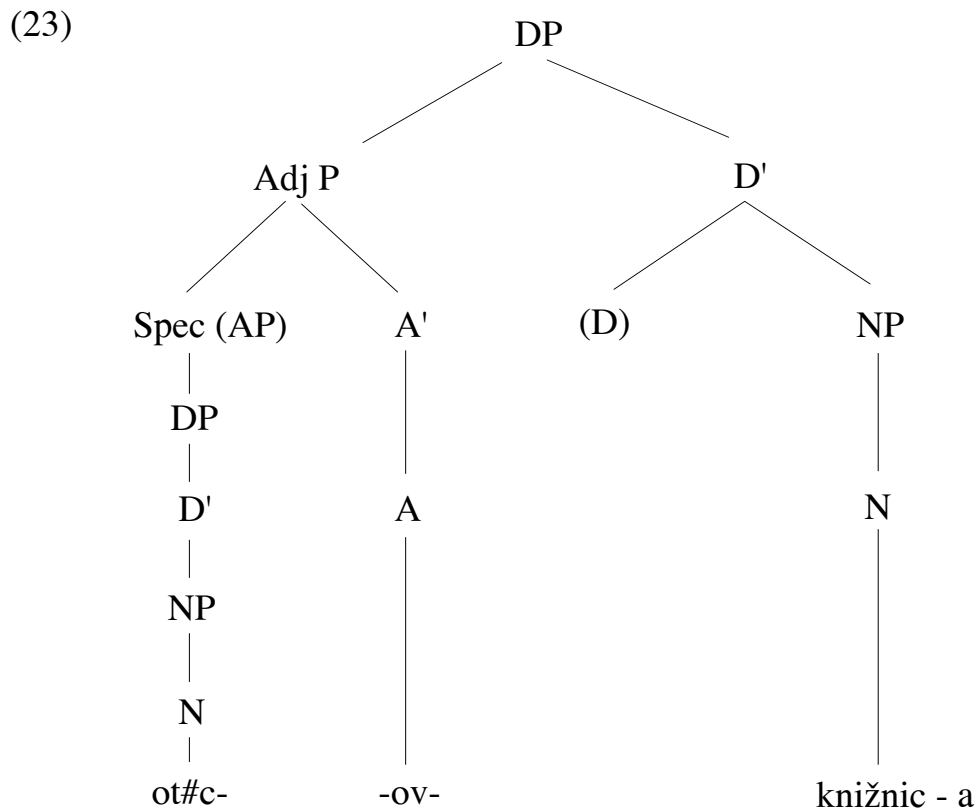 (23)
DP
Adj P D'
Spec (AP) A' (D) NP
DP
D' A N
NP
N
ot#c- -ov- knižnic - a